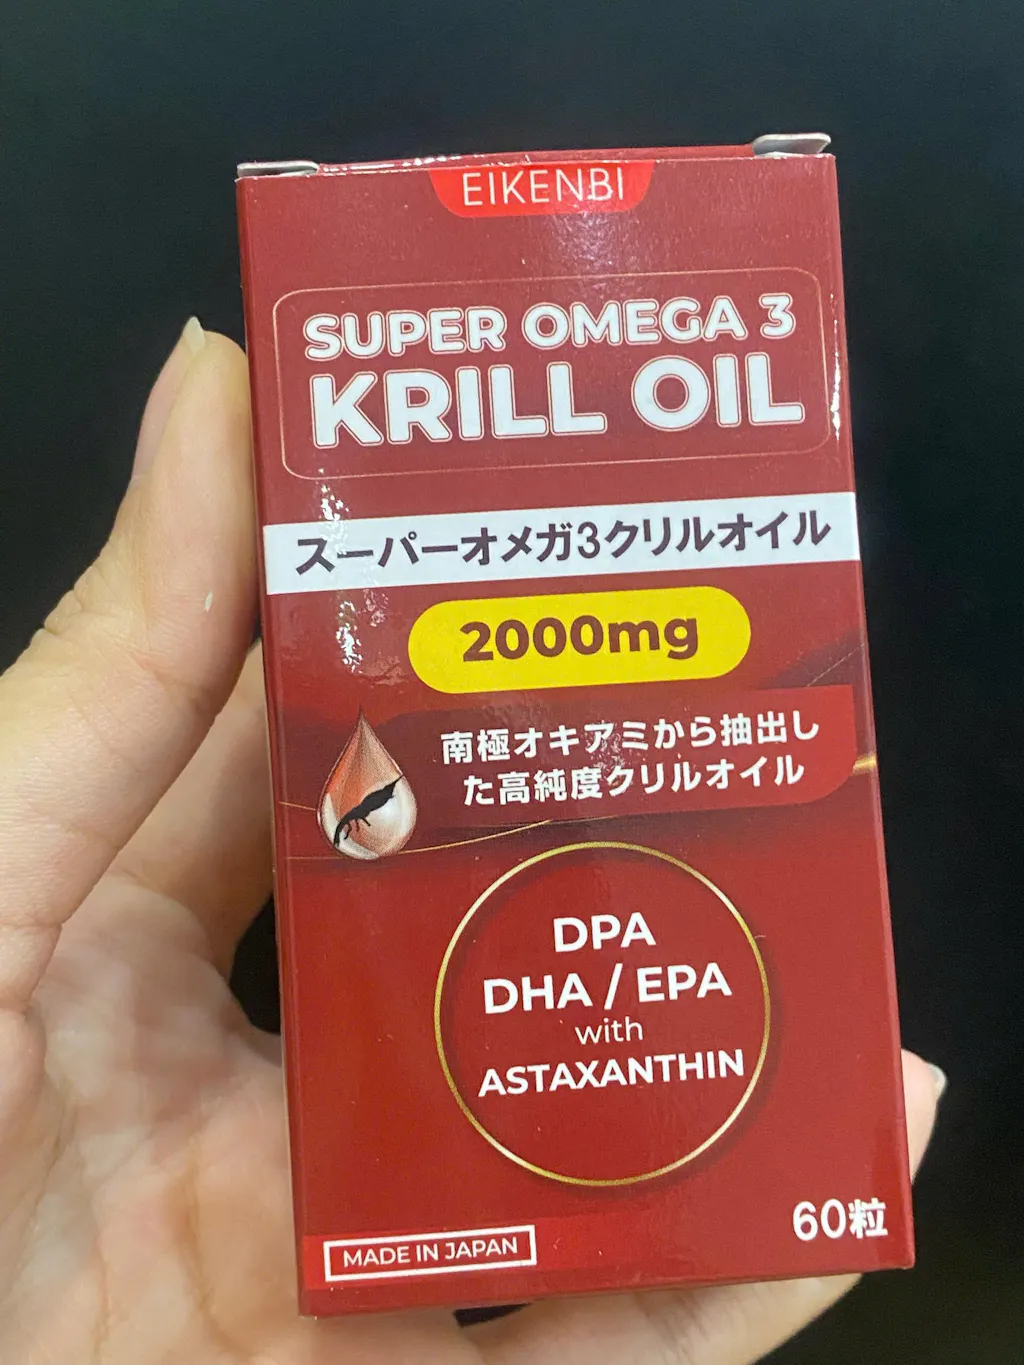 EIKENBI
SUPER OMEGA 3
KRILL OIL
スーパーオメガ3クリルオイル
2000mg
南極オキアミから抽出し
た高純度クリルオイル
DPA
DHA / EPA
with
ASTAXANTHIN
60粒
MADE IN JAPAN